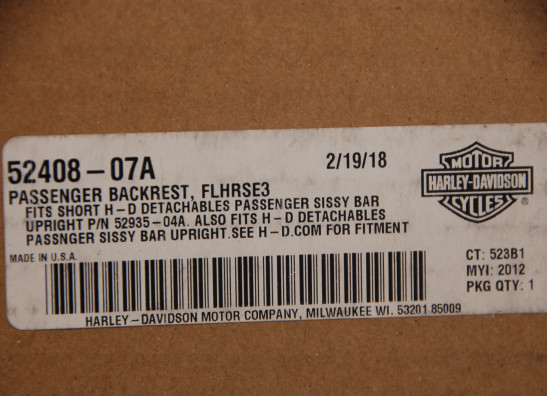 52408-07A 2/19/18
PASSENGER BACKREST, FLHRSE3
FITS SHORT H-D DETACHABLES PASSENGER SISSY BAR
UPRIGHT P/N 52935-04A. ALSO FITS H-D DETACHABLES
PASSNGER SISSY BAR UPRIGHT.SEE H-D.COM FOR FITMENT
MOTOR
HARLEY-DAVIDSON
CYCLES ®
MADE IN U.S.A.
CT: 523B1
MYI: 2012
PKG QTY: 1
HARLEY-DAVIDSON MOTOR COMPANY, MILWAUKEE WI. 53201.85009